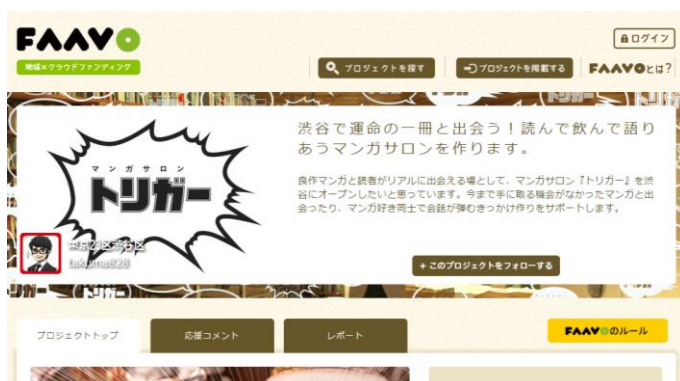 FAAVO
地域×クラウドファンディング
ログイン
プロジェクトを探す
プロジェクトを掲載する
FAAVOとは?
マンガサロン
トリガー
東京23区渋谷区
takuma828
渋谷で運命の一冊と出会う!読んで飲んで語り
あうマンガサロンを作ります。
良作マンガと読者がリアルに出会える場として、マンガサロン『トリガー』を渋
谷にオープンしたいと思っています。今まで手に取る機会がなかったマンガと出
会ったり、マンガ好き同士で会話が弾むきっかけ作りをサポートします。
+ このプロジェクトをフォローする
プロジェクトトップ
応援コメント
レポート
FAAVOのルール